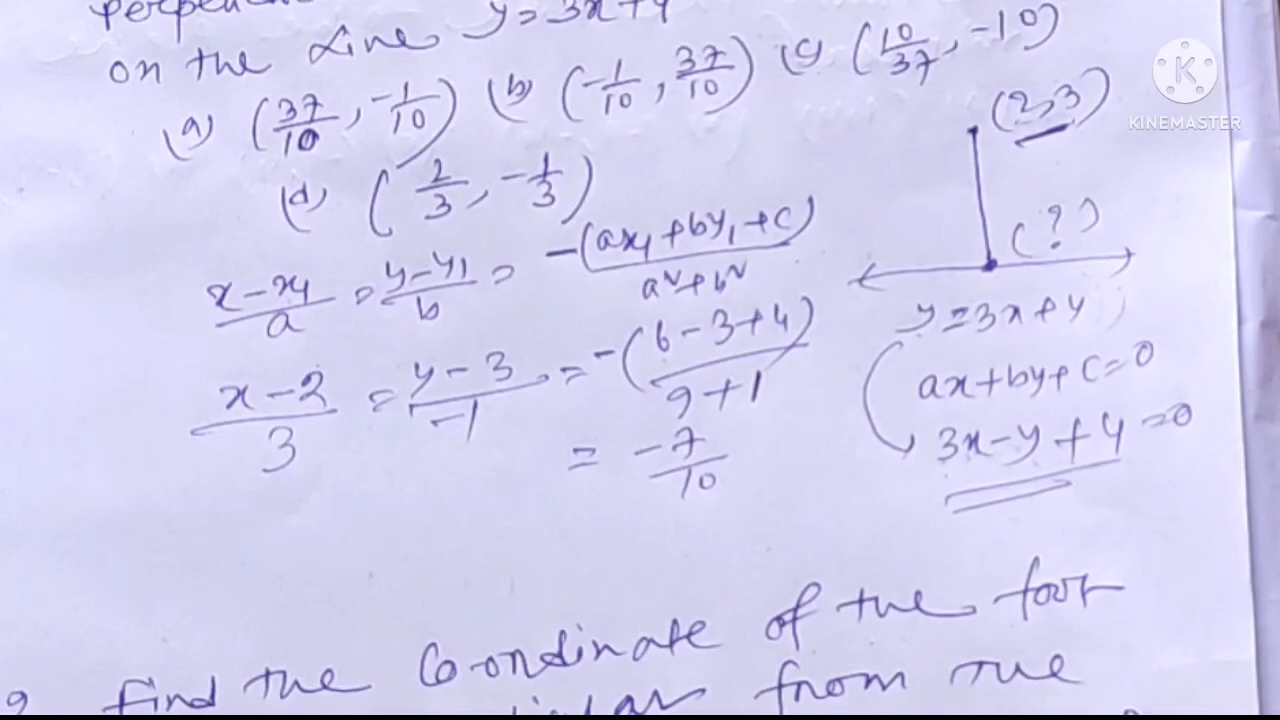 on the line y=3x+4
(a) (37/10, -1/10) (b) (-1/10, 37/10) (c) (10/37, -10)
(d) (2/3, -1/3)
(2,3)
(?)
y=3x+4
ax+by+c=0
3x-y+4=0
(x-x₁)/a = (y-y₁)/b = -(ax₁+by₁+c)/(a²+b²)
(x-2)/3 = (y-3)/-1 = -(6-3+4)/(9+1)
= -7/10
find the Co-ordinate of the foot
from the
K
KINEMASTER